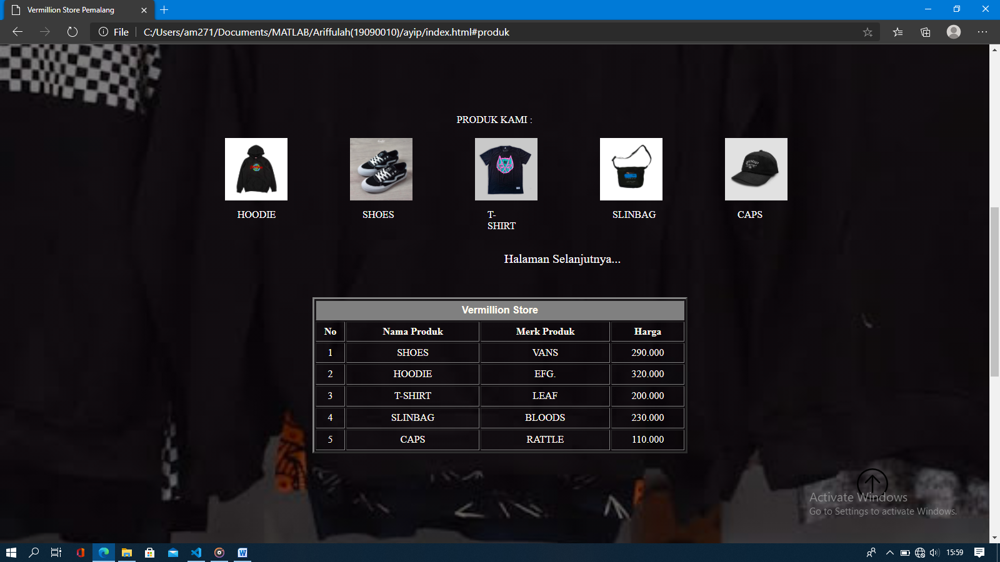 Vermillion Store Pemalang
File
C:/Users/am271/Documents/MATLAB/Ariffulah(19090010)/ayip/index.html#produk
PRODUK KAMI :
HOODIE
SHOES
T-
SHIRT
SLINBAG
CAPS
Halaman Selanjutnya...
Vermillion Store
No Nama Produk Merk Produk Harga
1 SHOES VANS 290.000
2 HOODIE EFG. 320.000
3 T-SHIRT LEAF 200.000
4 SLINBAG BLOODS 230.000
5 CAPS RATTLE 110.000
Activate Windows
Go to Settings to activate Windows.
15:59